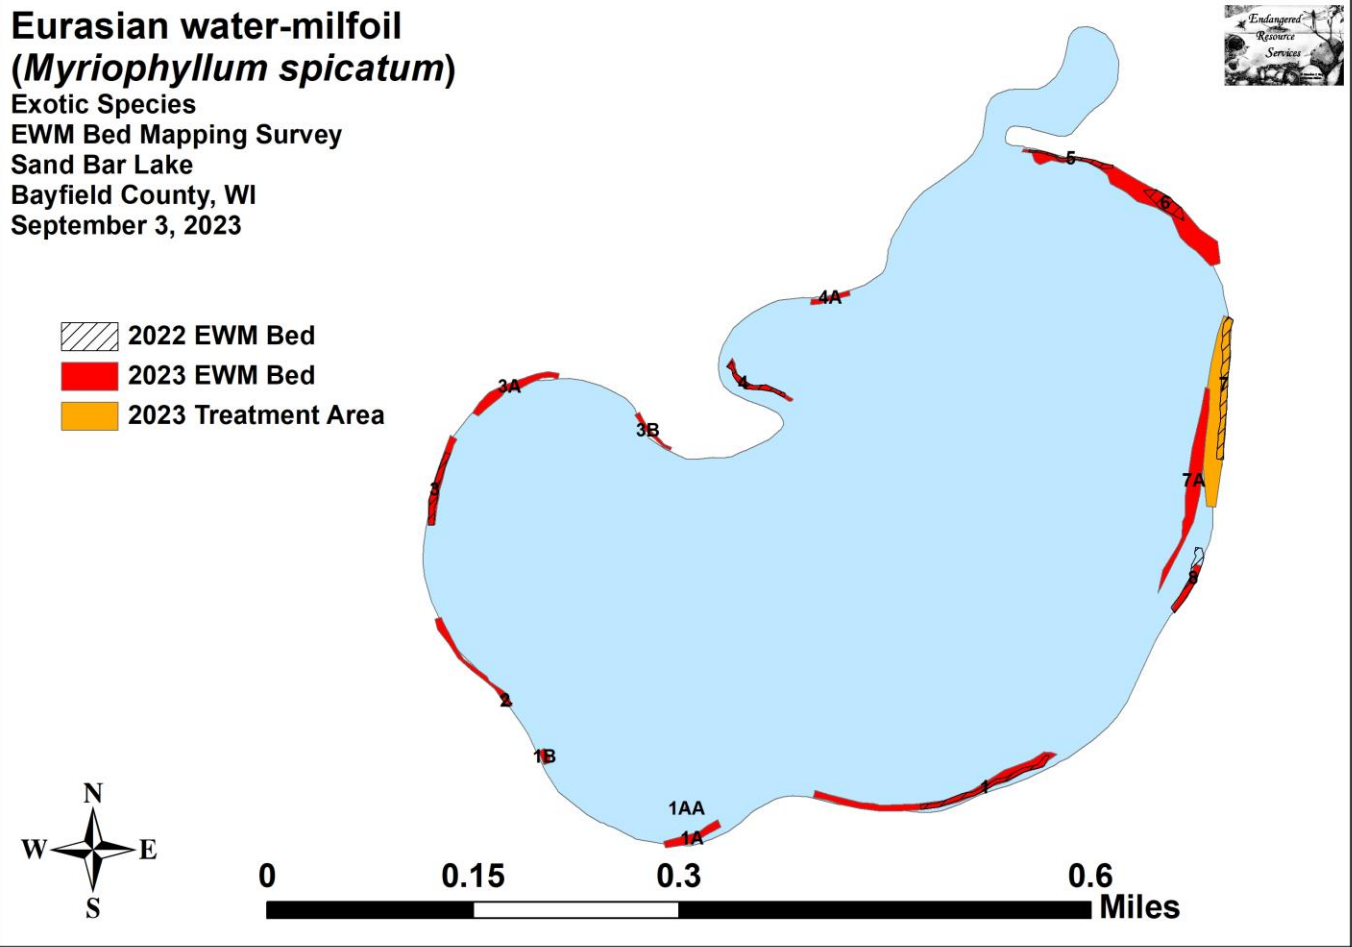 Eurasian water-milfoil
(Myriophyllum spicatum)
Exotic Species
EWM Bed Mapping Survey
Sand Bar Lake
Bayfield County, WI
September 3, 2023
Endangered
Resource
Services
2022 EWM Bed
2023 EWM Bed
2023 Treatment Area
5
6
4A
4
3A
3B
3
7
7A
8
2
1B
1AA
1A
1
N
W E
S
0 0.15 0.3 0.6
Miles